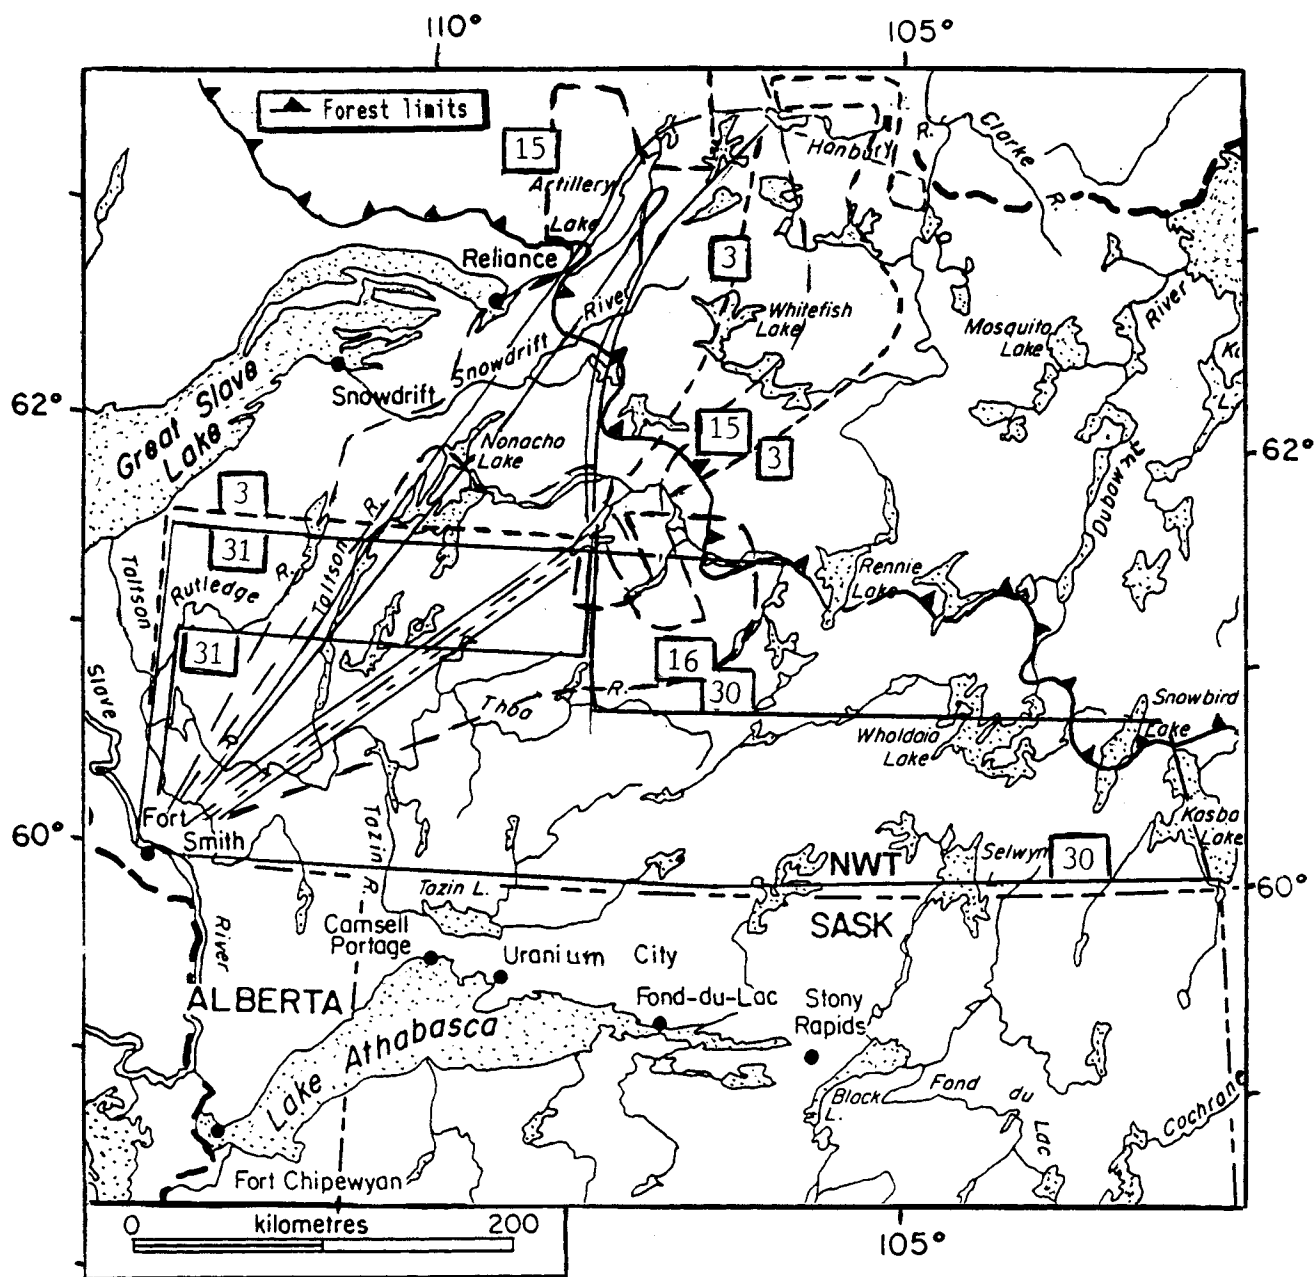 110°
105°
Forest limits
15
Artillery
Lake
Hanbury
R.
Clarke
R.
Reliance
3
River
Whitefish
Lake
Mosquito
Lake
River
Snowdrift
Snowdrift
62°
Great Slave
Lake
Nonacho
Lake
15
3
62°
Dubawnt
3
31
R.
Taltson
R.
Taltson
Rutledge
Rennie
Lake
31
16
30
Slave
Thoa
R.
Snowbird
Lake
Wholdaia
Lake
R
Fort
Smith
60°
Tazin R.
Kasba
Lake
NWT
Selwyn
30
60°
Tazin L.
SASK
River
Camsell
Portage
Uranium City
ALBERTA
Fond-du-Lac
Stony
Rapids
Lake Athabasca
Black
L.
Fond
du
Lac
Cochrane
Fort Chipewyan
0 kilometres 200
105°